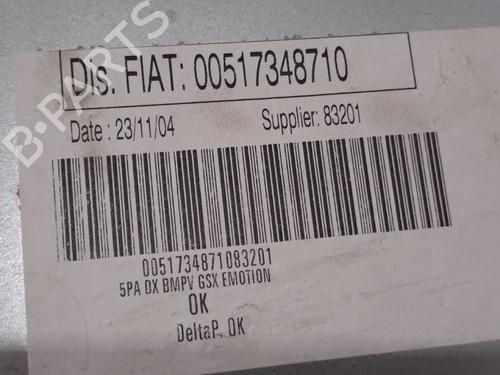 Dis. FIAT: 00517348710
Date : 23/11/04 Supplier: 83201
0051734871083201
5PA DX BMPV GSX EMOTION
OK
DeltaP. OK
B-PARTS